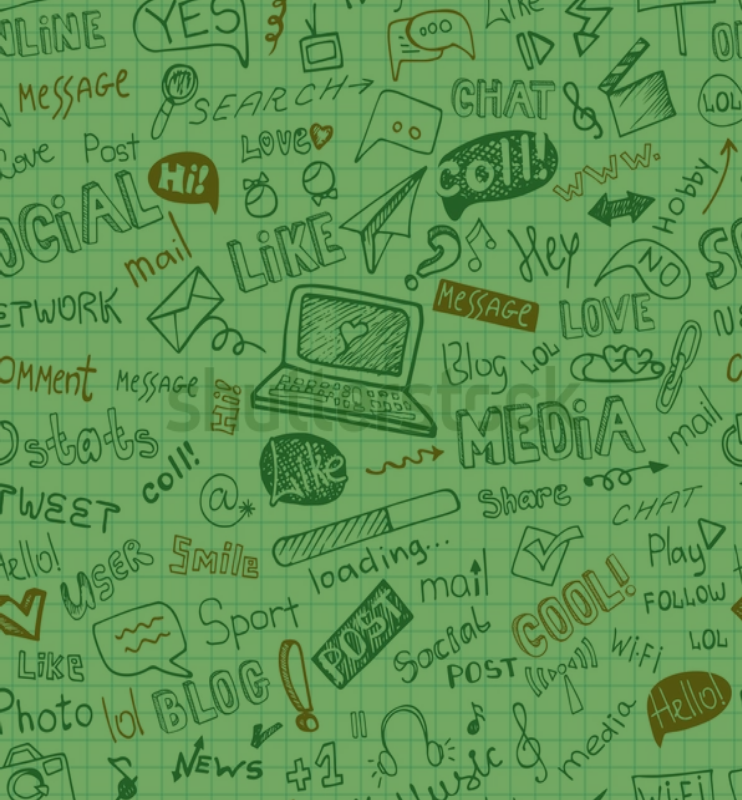 NLINE
YES
Like
MESSAGE
SEARCH
CHAT
LOL
Love
Post
LOVE
Hi!
coll!
www.
Hobby
OCiAL
mail
LiKE
Hey
NO
ETWORK
MESSAGE
LOVE
Blog
LOL
OMMENT
MESSAGE
Hi!
shutterstock
MEDiA
mail
stats
coll!
Like
@
*
Share
CHAT
TWEET
loading...
Play
Hello!
USER
Smile
mail
COOL!
FOLLOW
Sport
POST
Social
Wi-Fi
LOL
Like
POST
Hello!
Photo
lol
BLOG
media
NEWS
+1
Music
WiFi